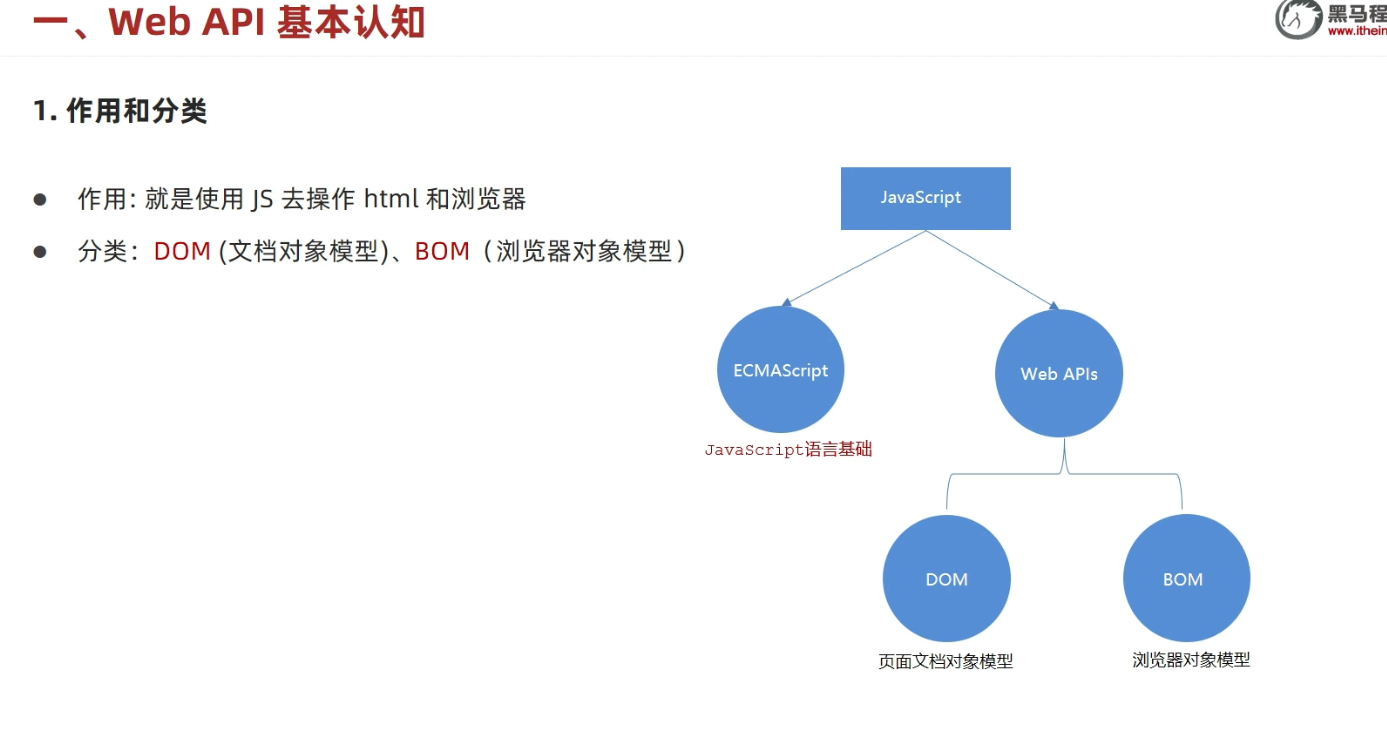 一、Web API 基本认知
黑马程
www.ithein
1. 作用和分类
作用: 就是使用 JS 去操作 html 和浏览器
分类：DOM (文档对象模型)、BOM（浏览器对象模型）
JavaScript
ECMAScript
Web APIs
JavaScript语言基础
DOM
BOM
页面文档对象模型
浏览器对象模型